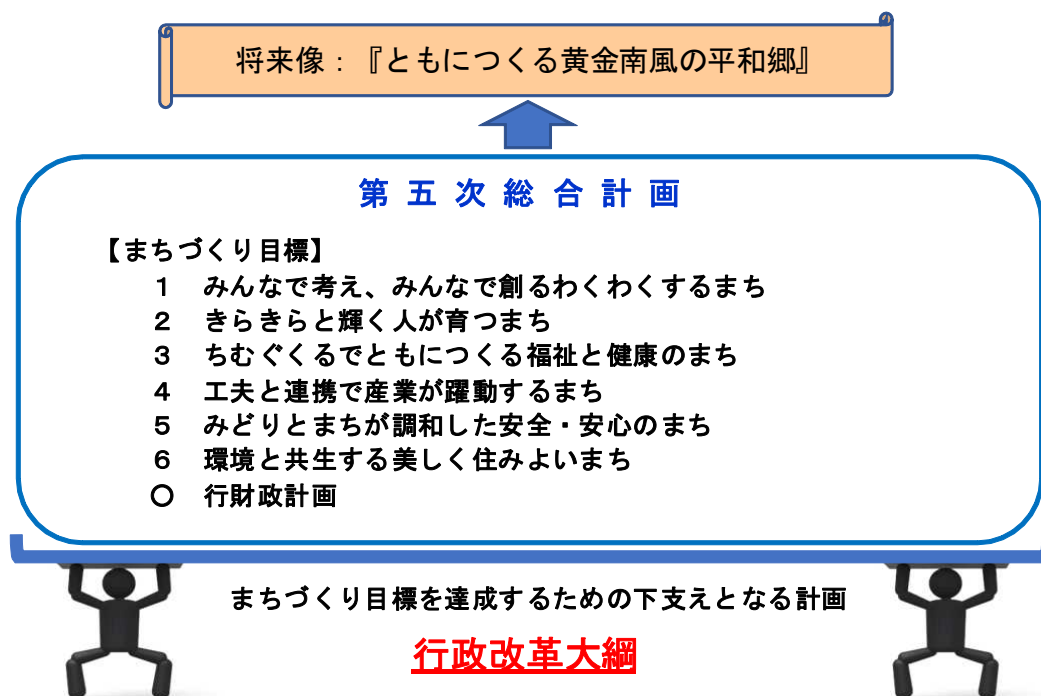 将来像：『ともにつくる黄金南風の平和郷』
第五次総合計画
【まちづくり目標】
１　みんなで考え、みんなで創るわくわくするまち
２　きらきらと輝く人が育つまち
３　ちむぐくるでともにつくる福祉と健康のまち
４　工夫と連携で産業が躍動するまち
５　みどりとまちが調和した安全・安心のまち
６　環境と共生する美しく住みよいまち
〇　行財政計画
まちづくり目標を達成するための下支えとなる計画
行政改革大綱